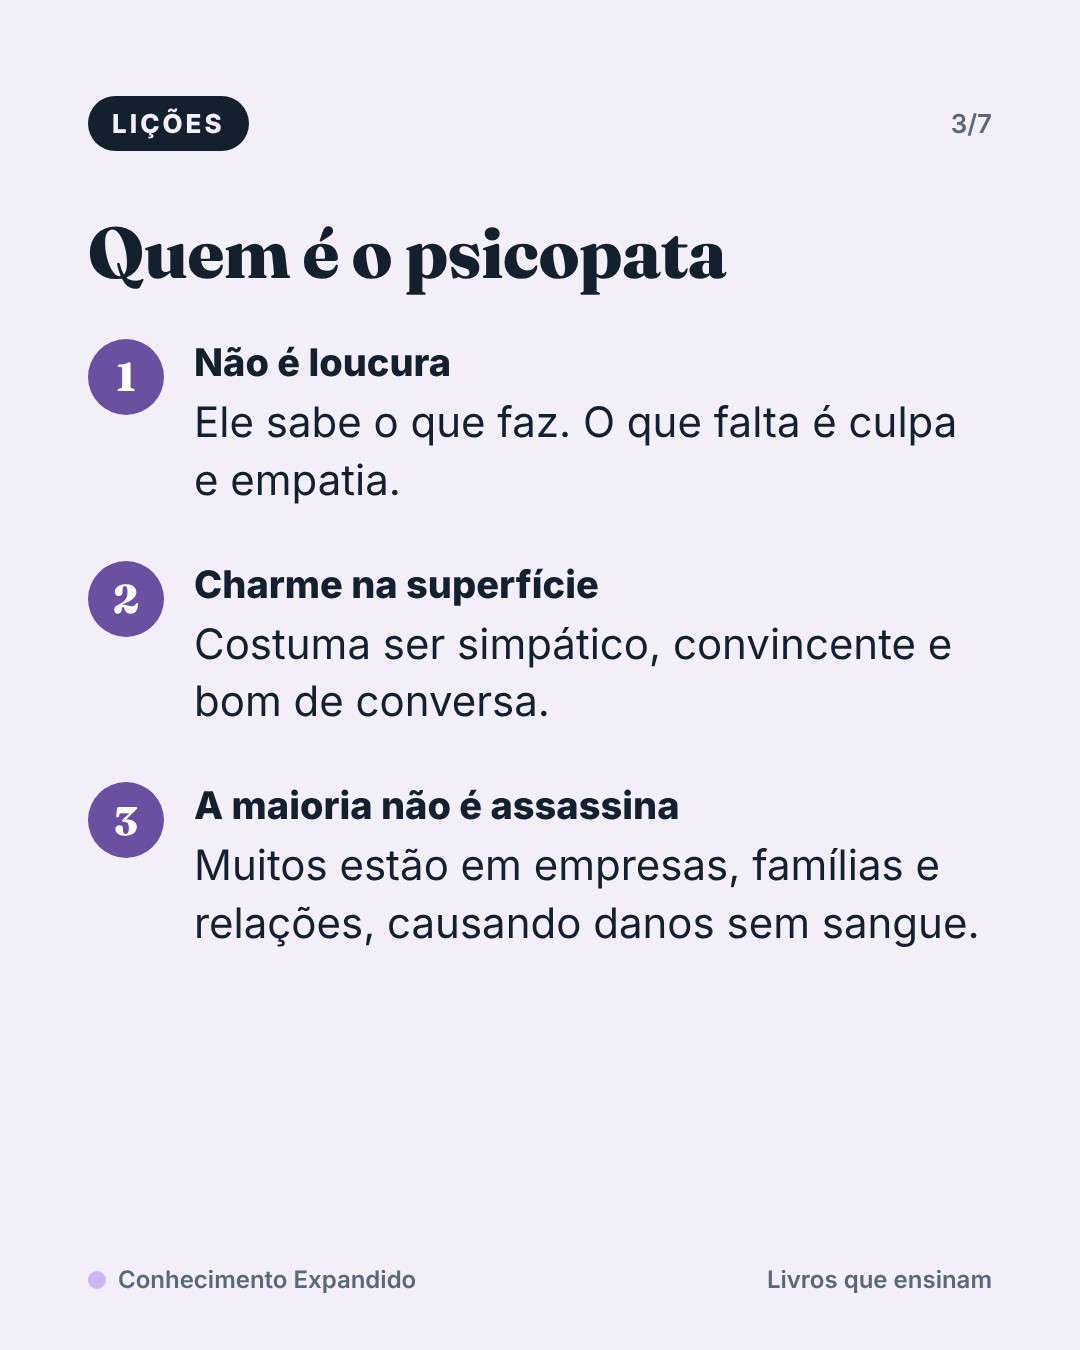 LIÇÕES
3/7
Quem é o psicopata
1
Não é loucura
Ele sabe o que faz. O que falta é culpa
e empatia.
2
Charme na superfície
Costuma ser simpático, convincente e
bom de conversa.
3
A maioria não é assassina
Muitos estão em empresas, famílias e
relações, causando danos sem sangue.
Conhecimento Expandido
Livros que ensinam